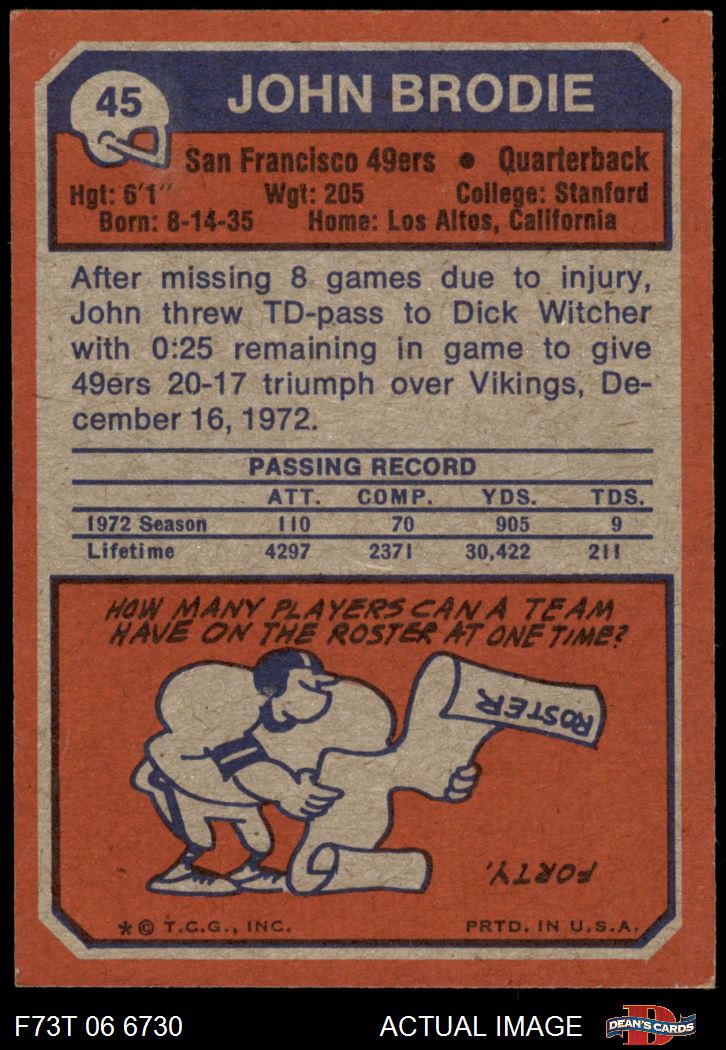 45
JOHN BRODIE
San Francisco 49ers • Quarterback
Hgt: 6'1" Wgt: 205 College: Stanford
Born: 8-14-35 Home: Los Altos, California
After missing 8 games due to injury,
John threw TD-pass to Dick Witcher
with 0:25 remaining in game to give
49ers 20-17 triumph over Vikings, De-
cember 16, 1972.
PASSING RECORD
ATT. COMP. YDS. TDS.
1972 Season 110 70 905 9
Lifetime 4297 2371 30,422 211
HOW MANY PLAYERS CAN A TEAM
HAVE ON THE ROSTER AT ONE TIME?
ROSTER
FORTY.
* © T.C.G., INC. PRTD. IN U.S.A.
F73T 06 6730 ACTUAL IMAGE D DEAN'S CARDS